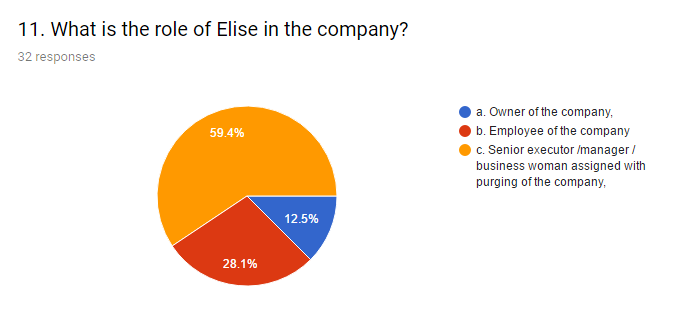 11. What is the role of Elise in the company?
32 responses
59.4%
12.5%
28.1%
a. Owner of the company,
b. Employee of the company
c. Senior executor /manager /
business woman assigned with
purging of the company,